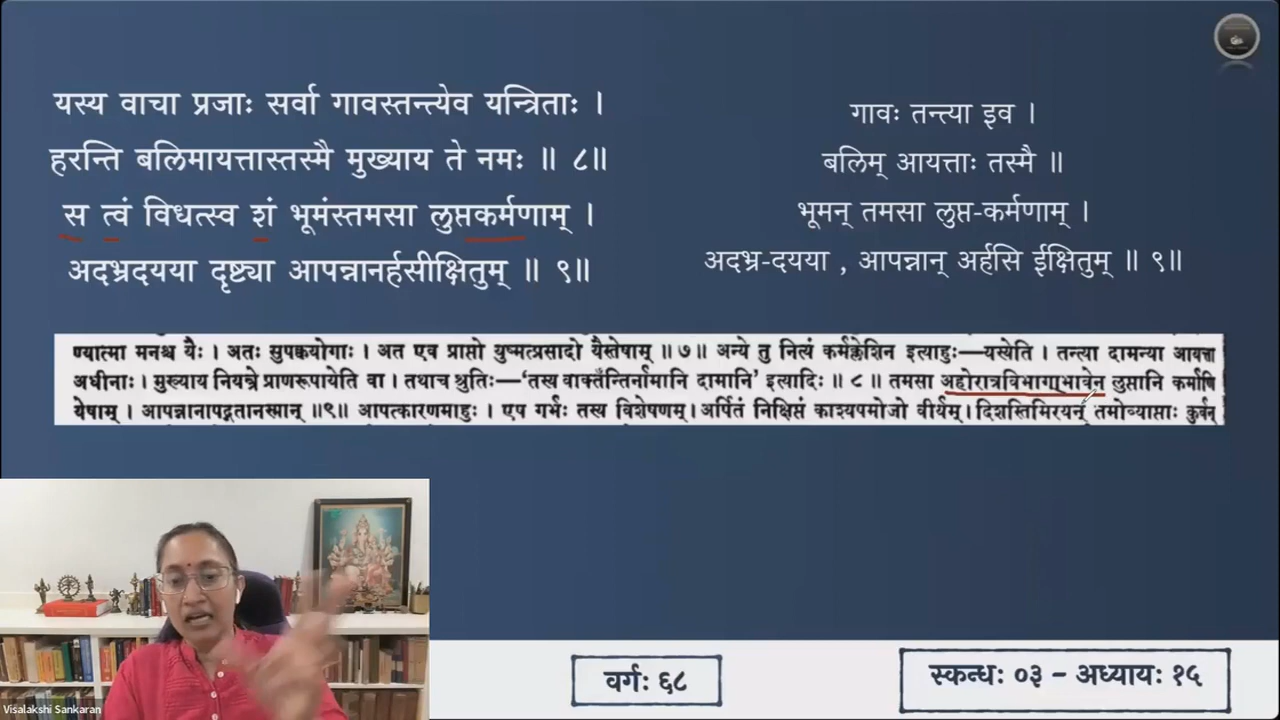 यस्य वाचा प्रजाः सर्वा गावस्तन्त्येव यन्त्रिताः ।
हरन्ति बलिमायत्तास्तस्मै मुख्याय ते नमः ॥ ८॥
स त्वं विधत्स्व शं भूमंस्तमसा लुप्तकर्मणाम् ।
अदभ्रदयया दृष्ट्या आपन्नानर्हसीक्षितुम् ॥ ९॥
गावः तन्त्या इव ।
बलिम् आयत्ताः तस्मै ॥
भूमन् तमसा लुप्त-कर्मणाम् ।
अदभ्र-दयया , आपन्नान् अर्हसि ईक्षितुम् ॥ ९॥
ण्यात्मा मनश्च यैः । अतः सुपक्वयोगाः । अत एव प्राप्तो युष्मत्प्रसादो यैस्तेषाम् ॥ ७॥ अन्ये तु नित्यं कर्मक्लेशिन इत्याहुः—यस्येति । तन्त्या दामन्या आयत्ता
अधीनाः । मुख्याय नियन्त्रे प्राणरूपायेति वा । तथाच श्रुतिः—‘तस्य वाक्तन्तिर्नामानि दामानि’ इत्यादिः ॥ ८ ॥ तमसा अहोरात्रविभागाभावेन लुप्तानि कर्माणि
येषाम् । आपन्नानापद्गतानस्मान् ॥९॥ आपत्कारणमाहुः । एष गर्भः तस्य विशेषणम् । अर्पितं निक्षिप्तं काश्यपमोजो वीर्यम् । दिशस्तिमिरयन् तमोव्याप्ताः कुर्वन्
Visalakshi Sankaran
वर्गः ६८
स्कन्धः ०३ – अध्यायः १५